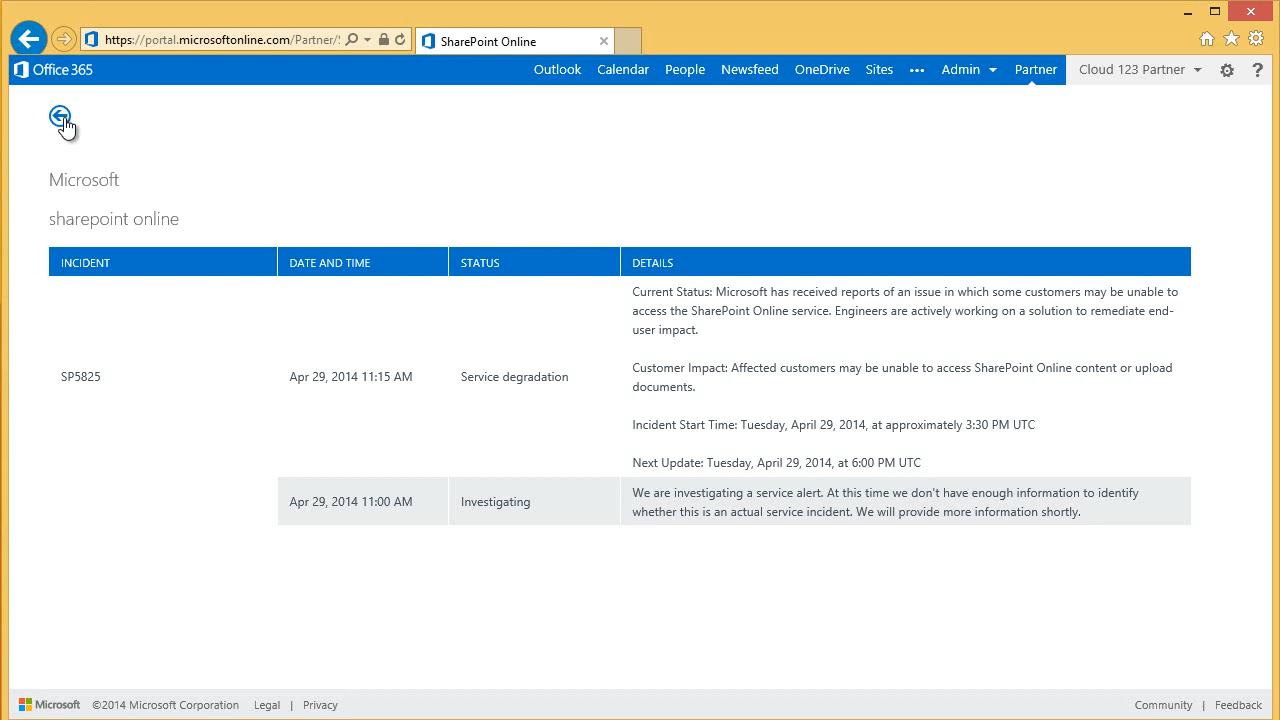 https://portal.microsoftonline.com/Partner/
SharePoint Online
Office 365
Outlook
Calendar
People
Newsfeed
OneDrive
Sites
Admin
Partner
Cloud 123 Partner
?
Microsoft
sharepoint online
INCIDENT
DATE AND TIME
STATUS
DETAILS
SP5825
Apr 29, 2014 11:15 AM
Service degradation
Current Status: Microsoft has received reports of an issue in which some customers may be unable to
access the SharePoint Online service. Engineers are actively working on a solution to remediate end-
user impact.
Customer Impact: Affected customers may be unable to access SharePoint Online content or upload
documents.
Incident Start Time: Tuesday, April 29, 2014, at approximately 3:30 PM UTC
Next Update: Tuesday, April 29, 2014, at 6:00 PM UTC
Apr 29, 2014 11:00 AM
Investigating
We are investigating a service alert. At this time we don't have enough information to identify
whether this is an actual service incident. We will provide more information shortly.
Microsoft
©2014 Microsoft Corporation
Legal
|
Privacy
Community
|
Feedback